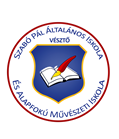 SZABÓ PÁL ÁLTALÁNOS ISKOLA
VÉSZTŐ
ÉS ALAPFOKÚ MŰVÉSZETI ISKOLA